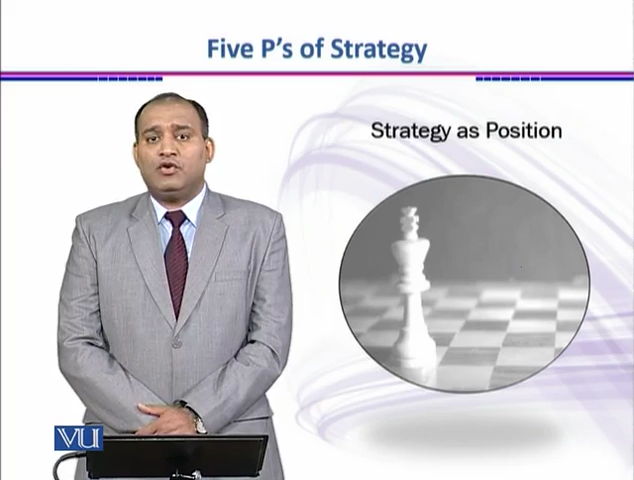 Five P's of Strategy
Strategy as Position
VU